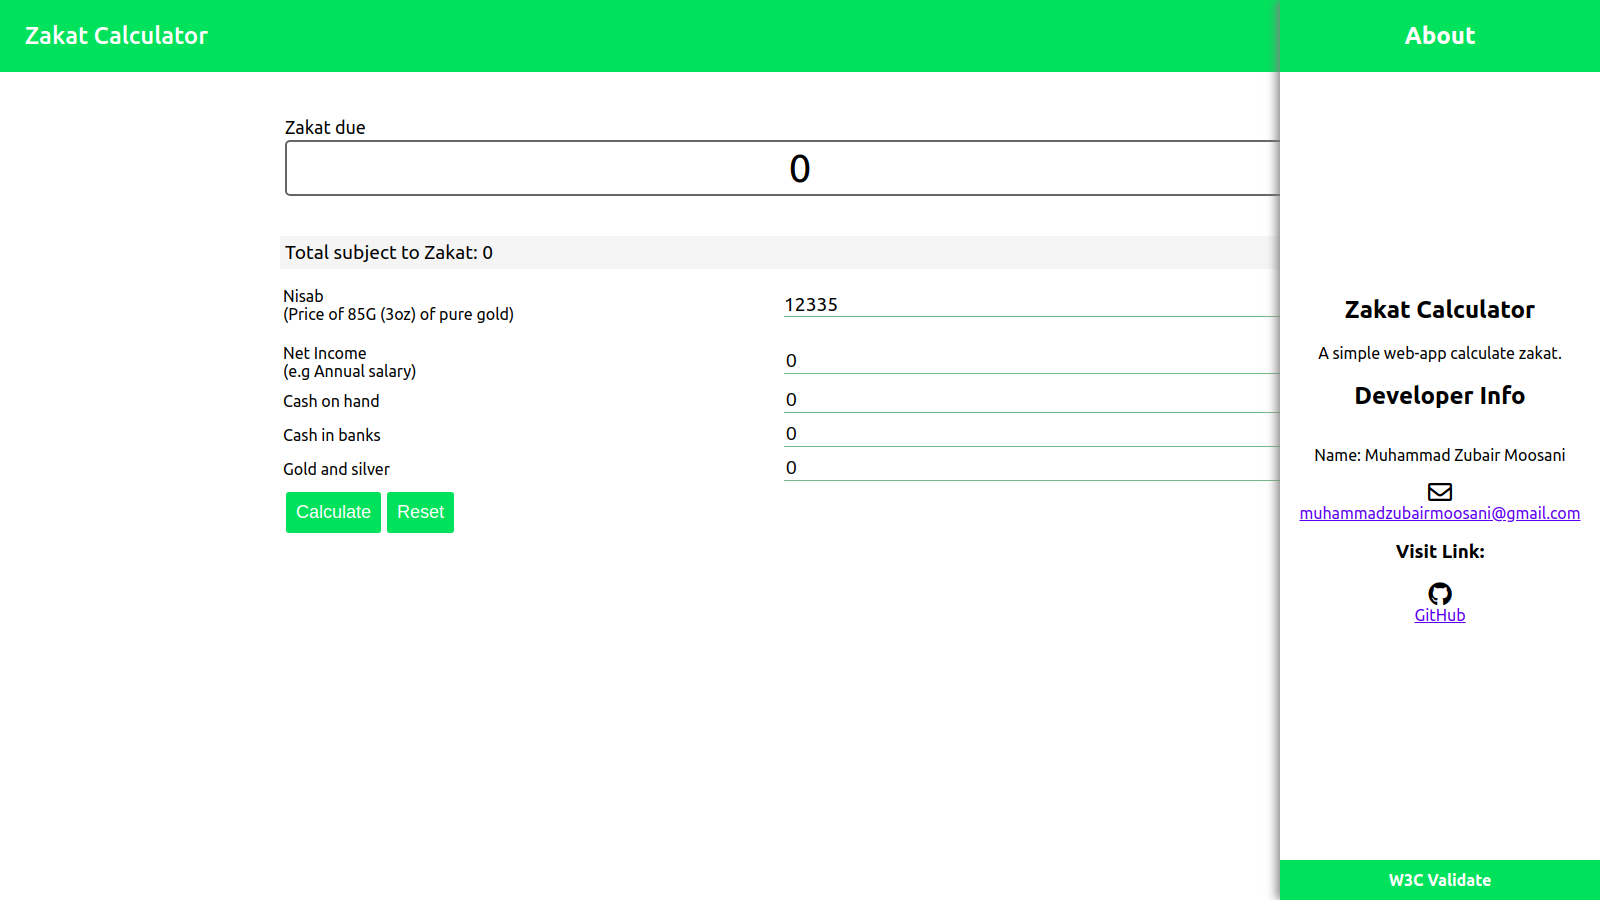 Zakat Calculator
Zakat due
0
Total subject to Zakat: 0
Nisab
(Price of 85G (3oz) of pure gold)
12335
Net Income
(e.g Annual salary)
0
Cash on hand
0
Cash in banks
0
Gold and silver
0
Calculate
Reset
About
Zakat Calculator
A simple web-app calculate zakat.
Developer Info
Name: Muhammad Zubair Moosani
muhammadzubairmoosani@gmail.com
Visit Link:
GitHub
W3C Validate